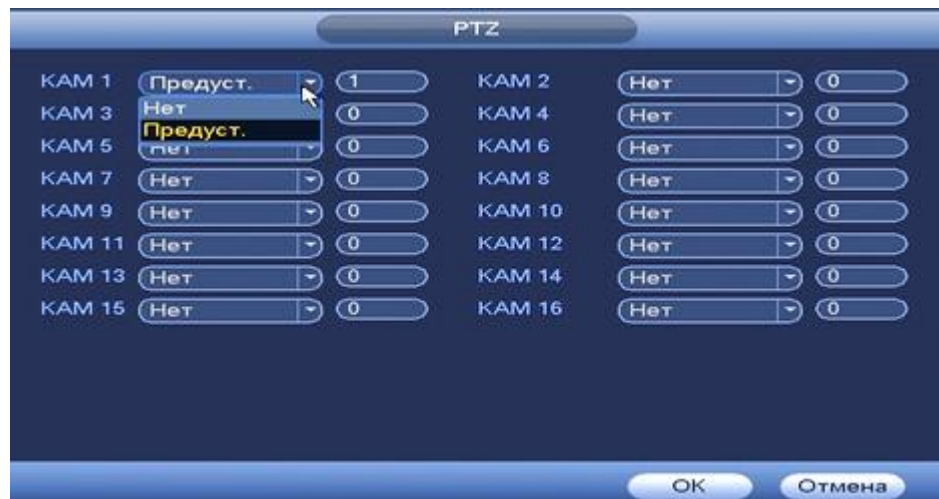 PTZ
КАМ 1 Предуст. 1 КАМ 2 Нет 0
КАМ 3 Нет 0 КАМ 4 Нет 0
Предуст.
КАМ 5 Нет 0 КАМ 6 Нет 0
КАМ 7 Нет 0 КАМ 8 Нет 0
КАМ 9 Нет 0 КАМ 10 Нет 0
КАМ 11 Нет 0 КАМ 12 Нет 0
КАМ 13 Нет 0 КАМ 14 Нет 0
КАМ 15 Нет 0 КАМ 16 Нет 0
OK Отмена